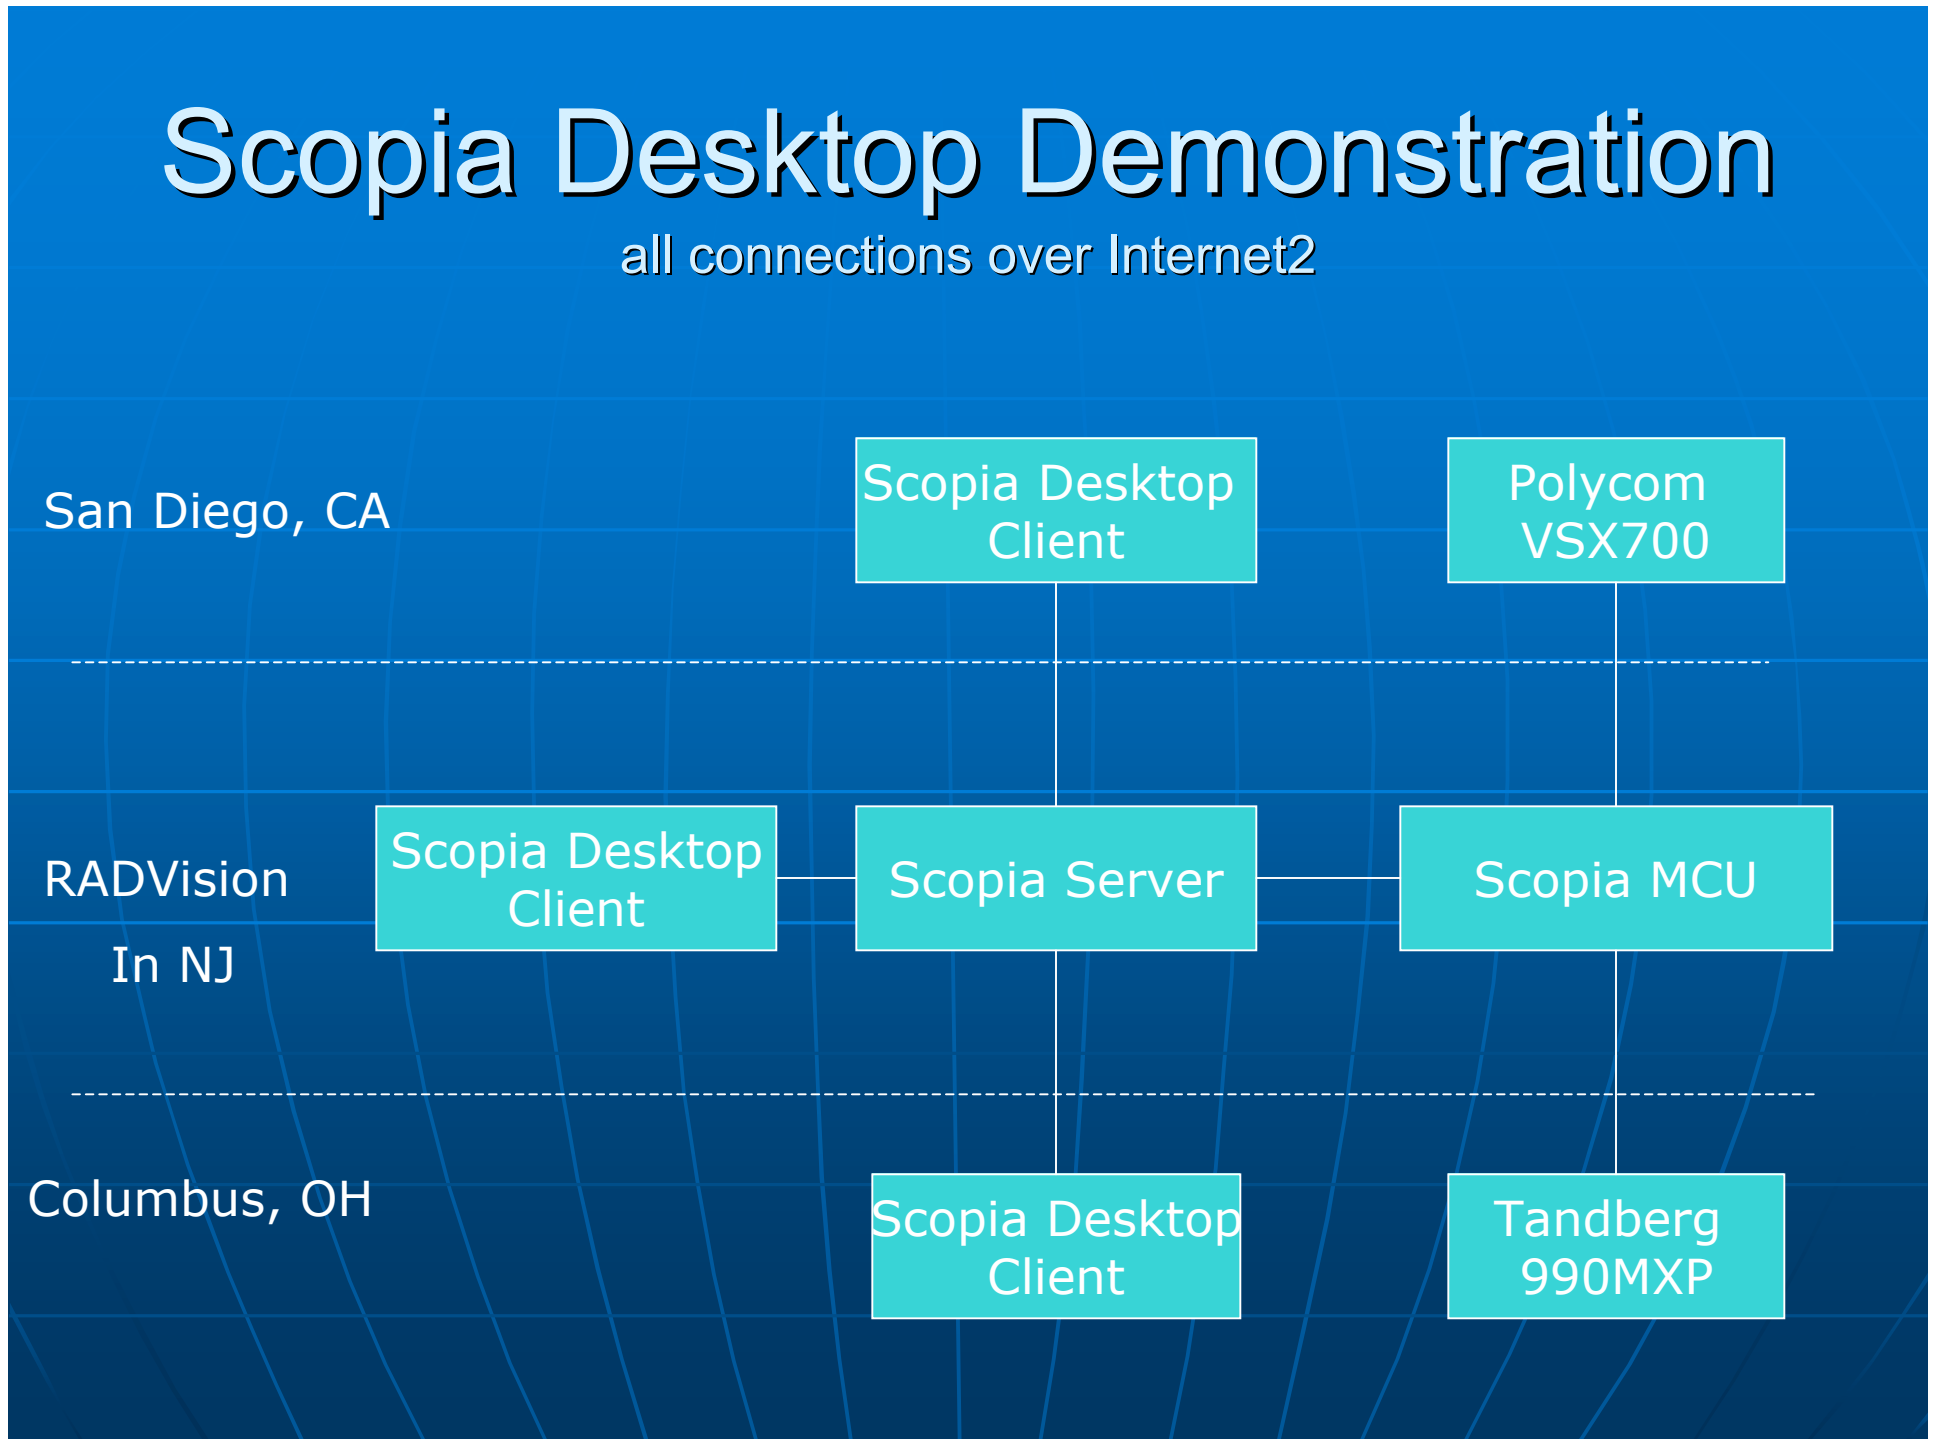 Scopia Desktop Demonstration
all connections over Internet2
San Diego, CA
Scopia Desktop
Client
Polycom
VSX700
RADVision
In NJ
Scopia Desktop
Client
Scopia Server
Scopia MCU
Columbus, OH
Scopia Desktop
Client
Tandberg
990MXP